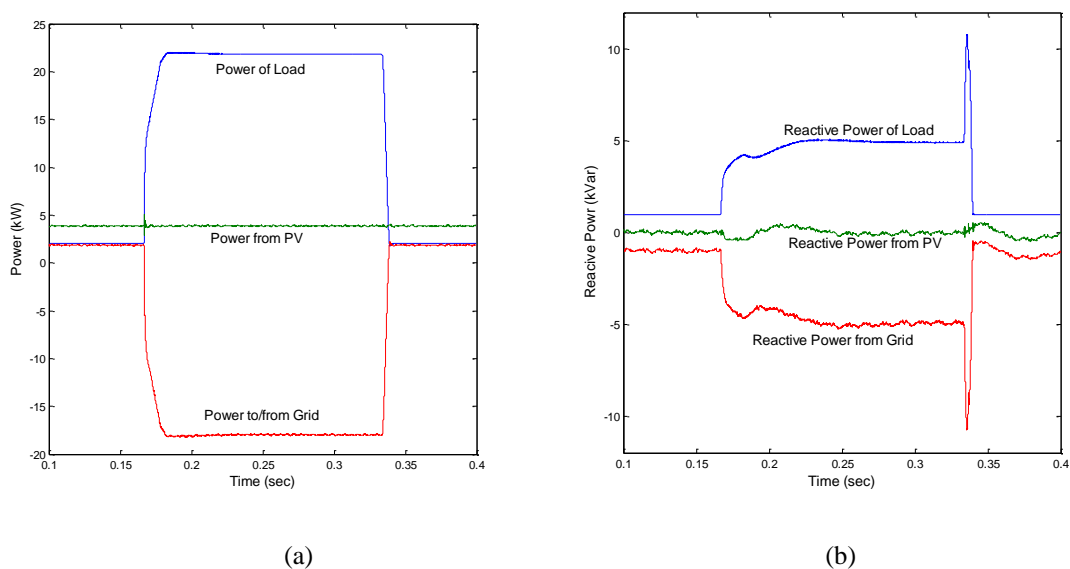 25
20
15
10
5
0
-5
-10
-15
-20
0.1 0.15 0.2 0.25 0.3 0.35 0.4
Power (kW)
Time (sec)
Power of Load
Power from PV
Power to/from Grid
(a)
10
5
0
-5
-10
0.1 0.15 0.2 0.25 0.3 0.35 0.4
Reacive Powr (kVar)
Time (sec)
Reactive Power of Load
Reactive Power from PV
Reactive Power from Grid
(b)